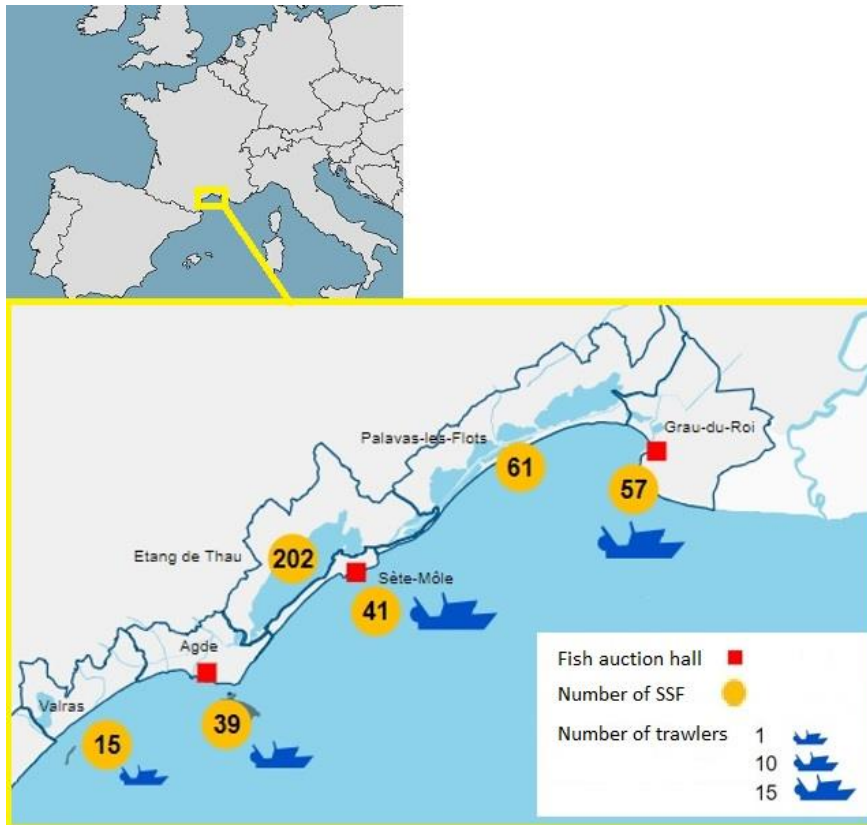 Grau-du-Roi
Palavas-les-Flots
61
57
Etang de Thau
202
Sète-Môle
41
Agde
Valras
39
15
Fish auction hall
Number of SSF
Number of trawlers
1
10
15